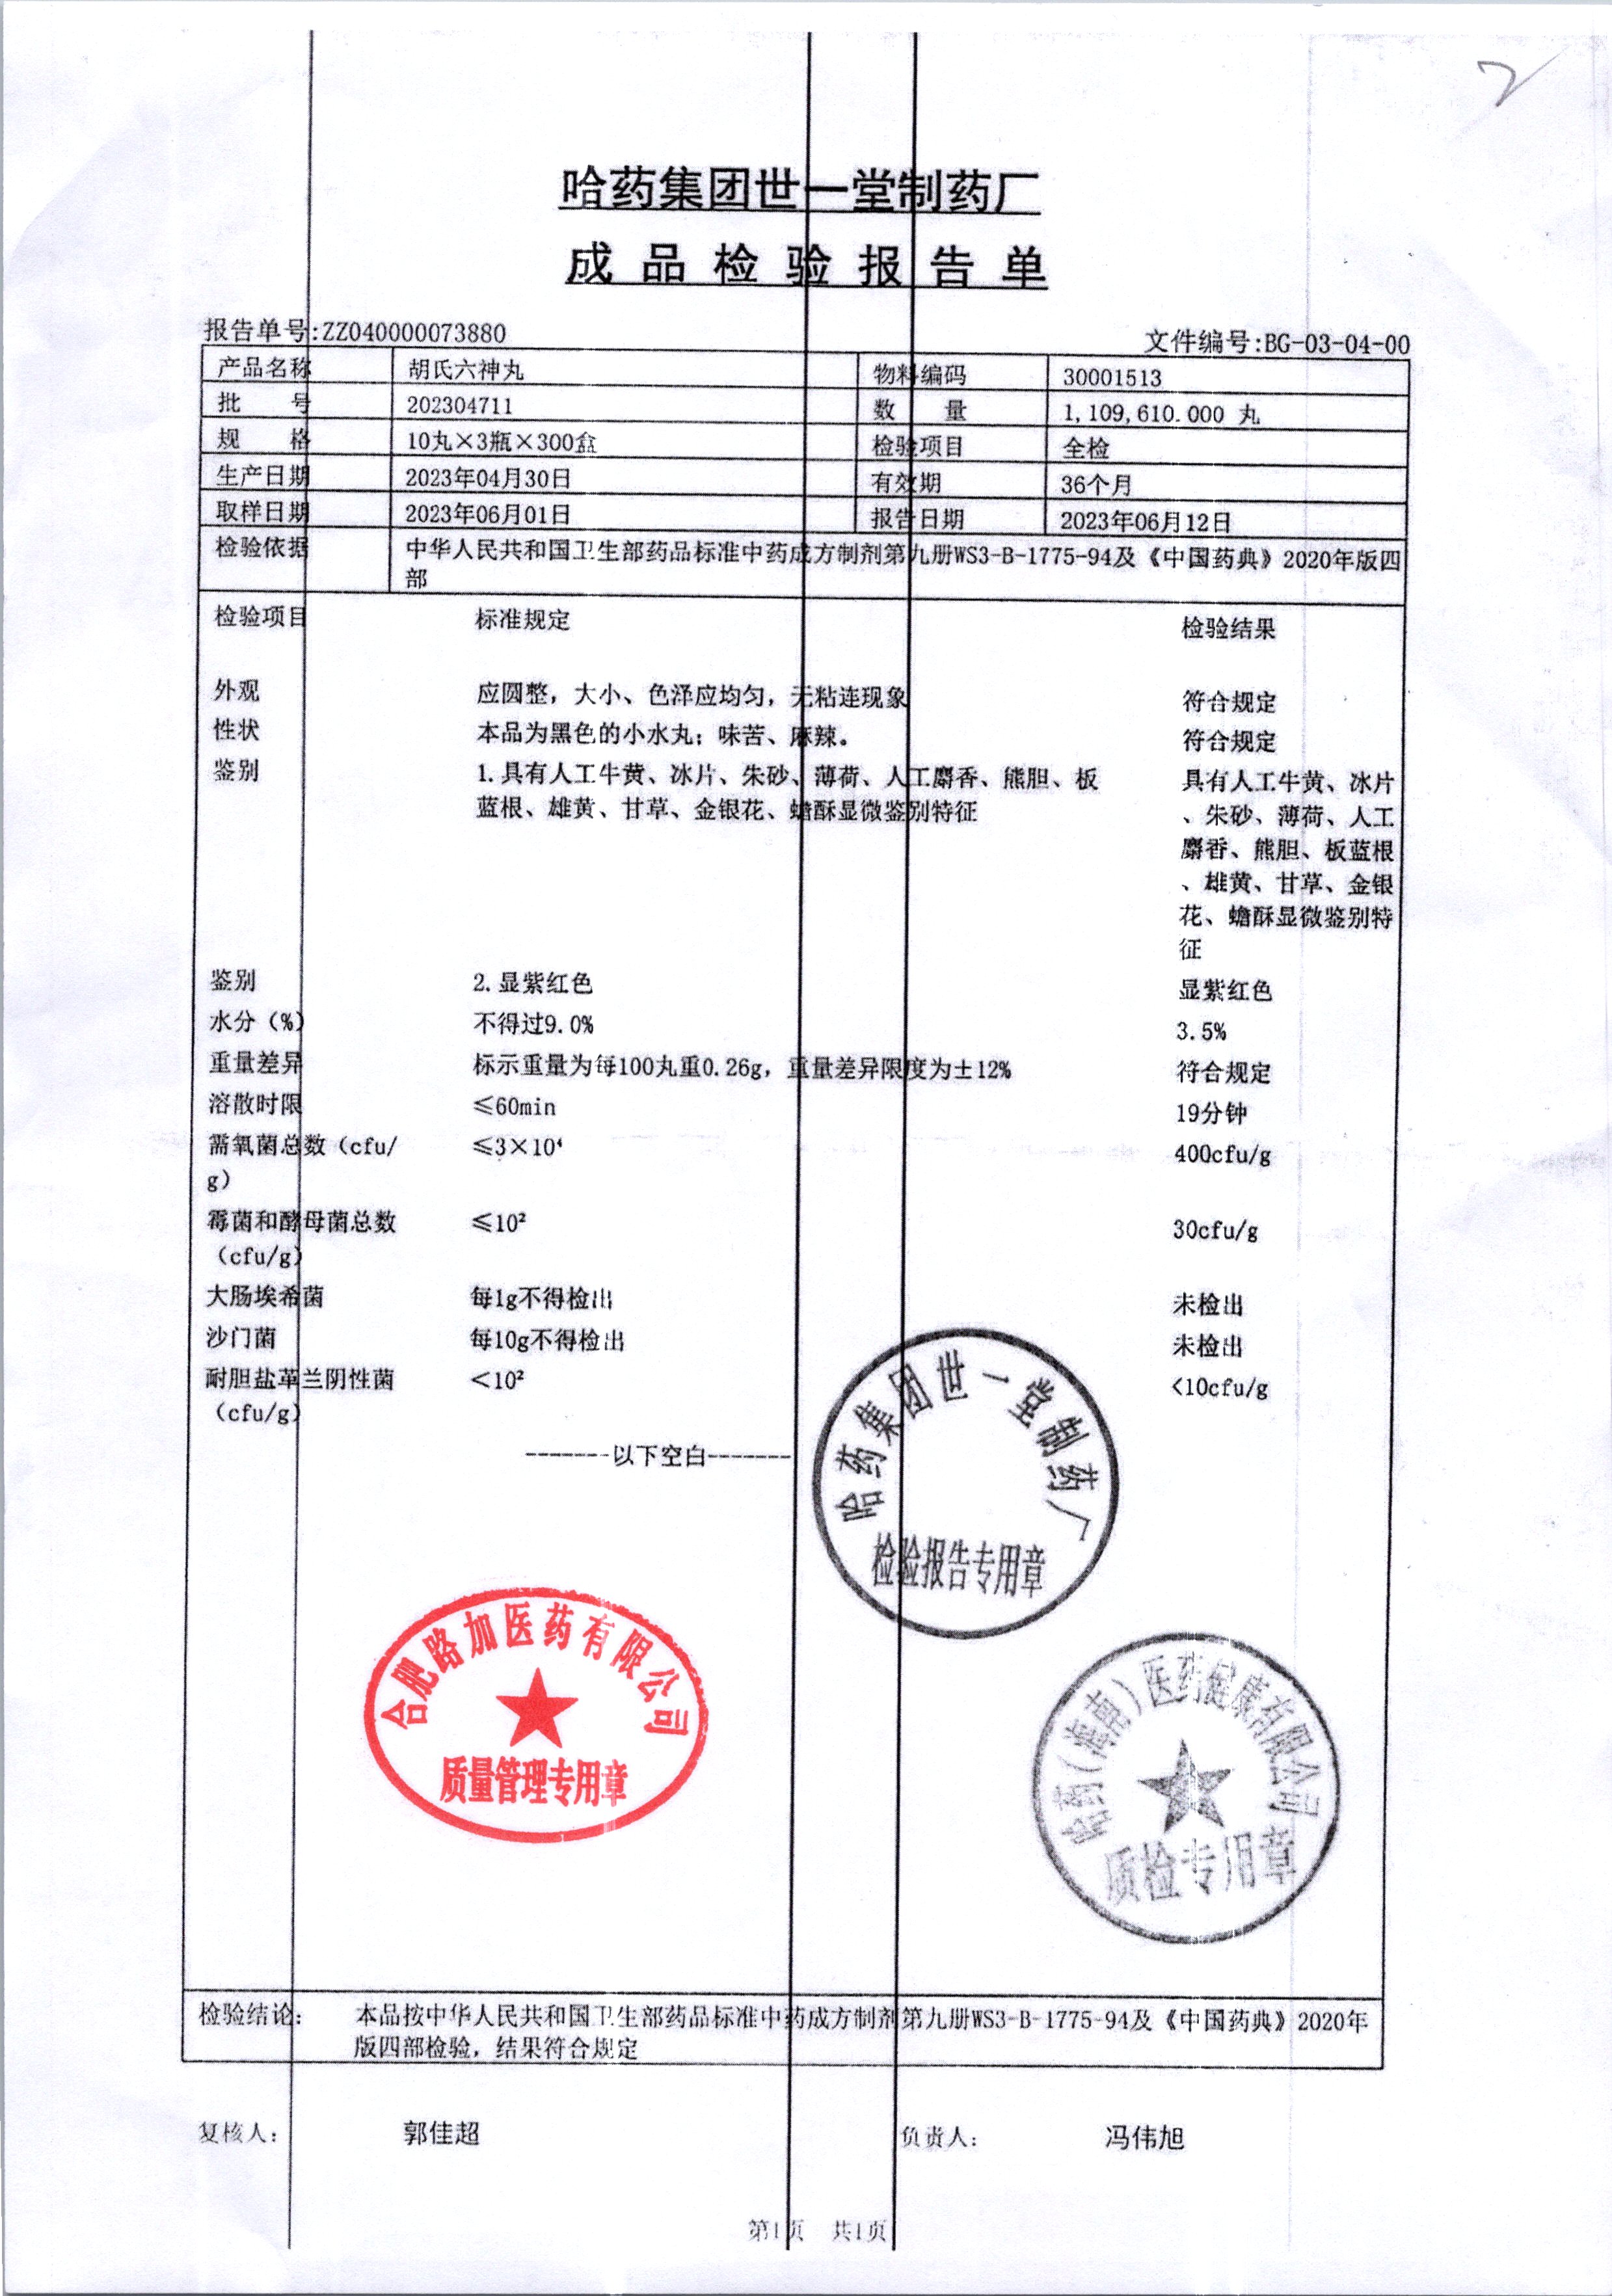 2
哈药集团世一堂制药厂
成品检验报告单
报告单号:ZZ040000073880 文件编号:BG-03-04-00
产品名称 胡氏六神丸 物料编码 30001513
批 号 202304711 数 量 1,109,610.000 丸
规 格 10丸×3瓶×300盒 检验项目 全检
生产日期 2023年04月30日 有效期 36个月
取样日期 2023年06月01日 报告日期 2023年06月12日
检验依据 中华人民共和国卫生部药品标准中药成方制剂第九册WS3-B-1775-94及《中国药典》2020年版四
部
检验项目 标准规定 检验结果
外观 应圆整，大小、色泽应均匀，无粘连现象 符合规定
性状 本品为黑色的小水丸；味苦、麻辣。 符合规定
鉴别 1.具有人工牛黄、冰片、朱砂、薄荷、人工麝香、熊胆、板 具有人工牛黄、冰片
蓝根、雄黄、甘草、金银花、蟾酥显微鉴别特征 、朱砂、薄荷、人工
麝香、熊胆、板蓝根
、雄黄、甘草、金银
花、蟾酥显微鉴别特
征
鉴别 2.显紫红色 显紫红色
水分（%） 不得过9.0% 3.5%
重量差异 标示重量为每100丸重0.26g，重量差异限度为±12% 符合规定
溶散时限 ≤60min 19分钟
需氧菌总数（cfu/ ≤3×10⁴ 400cfu/g
g）
霉菌和酵母菌总数 ≤10² 30cfu/g
（cfu/g）
大肠埃希菌 每1g不得检出 未检出
沙门菌 每10g不得检出 未检出
耐胆盐革兰阴性菌 <10² <10cfu/g
（cfu/g）
-------以下空白-------
哈药集团世一堂制药厂
检验报告专用章
合肥路加医药有限公司
质量管理专用章
哈药(海南)医药健康有限公司
质检专用章
检验结论： 本品按中华人民共和国卫生部药品标准中药成方制剂第九册WS3-B-1775-94及《中国药典》2020年
版四部检验，结果符合规定
复核人： 郭佳超 负责人： 冯伟旭
第1页 共1页